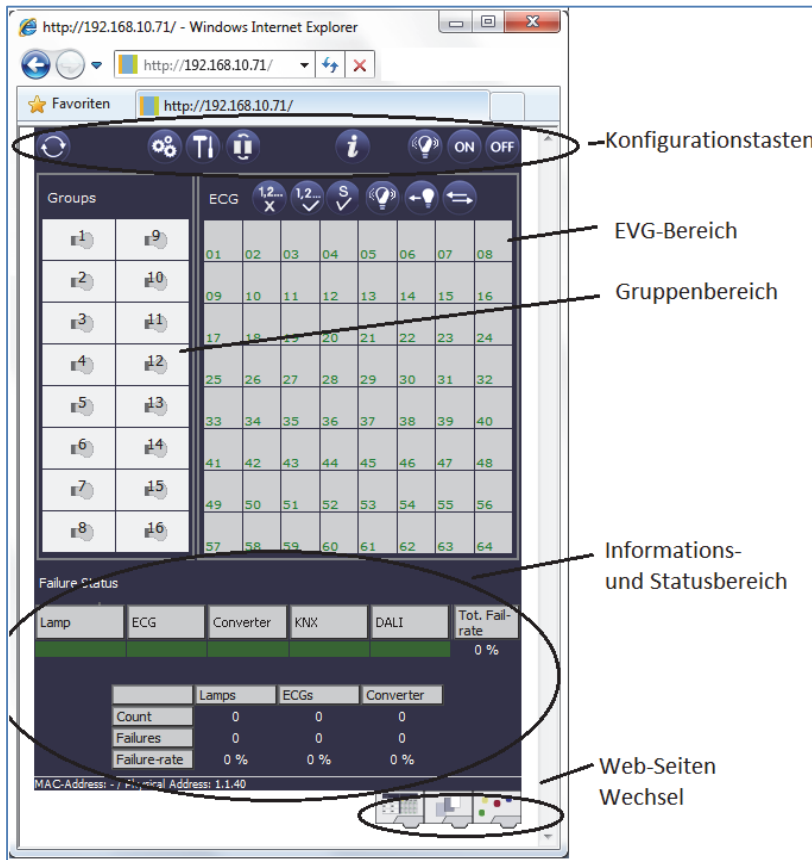 http://192.168.10.71/ - Windows Internet Explorer
http://192.168.10.71/
Favoriten
http://192.168.10.71/
ON OFF
Konfigurationstasten
Groups
ECG 1,2... X 1,2... S
1 9
2 10
3 11
4 12
5 13
6 14
7 15
8 16
01 02 03 04 05 06 07 08
09 10 11 12 13 14 15 16
17 18 19 20 21 22 23 24
25 26 27 28 29 30 31 32
33 34 35 36 37 38 39 40
41 42 43 44 45 46 47 48
49 50 51 52 53 54 55 56
57 58 59 60 61 62 63 64
EVG-Bereich
Gruppenbereich
Informations-
und Statusbereich
Failure Status
Lamp ECG Converter KNX DALI Tot. Fail-
rate
0 %
Lamps ECGs Converter
Count 0 0 0
Failures 0 0 0
Failure-rate 0 % 0 % 0 %
MAC-Address: - / Physical Address: 1.1.40
Web-Seiten
Wechsel